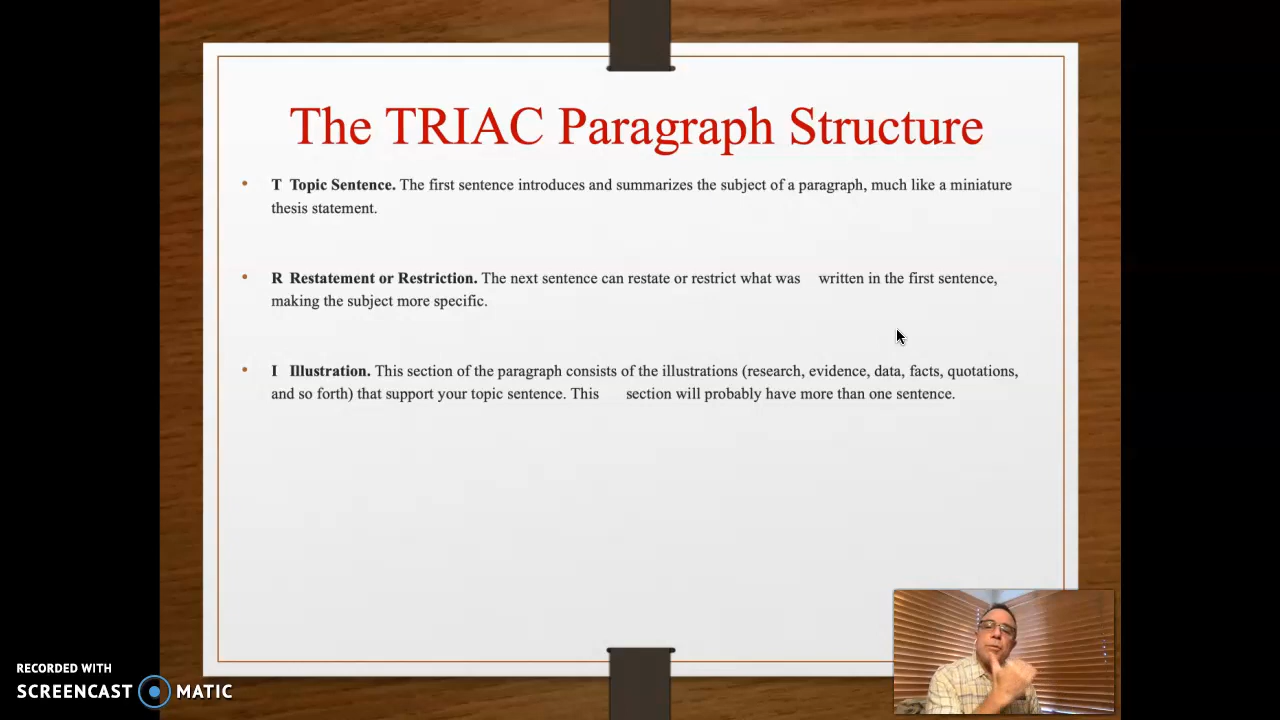 The TRIAC Paragraph Structure
• T Topic Sentence. The first sentence introduces and summarizes the subject of a paragraph, much like a miniature
thesis statement.
• R Restatement or Restriction. The next sentence can restate or restrict what was written in the first sentence,
making the subject more specific.
• I Illustration. This section of the paragraph consists of the illustrations (research, evidence, data, facts, quotations,
and so forth) that support your topic sentence. This section will probably have more than one sentence.
RECORDED WITH
SCREENCAST MATIC